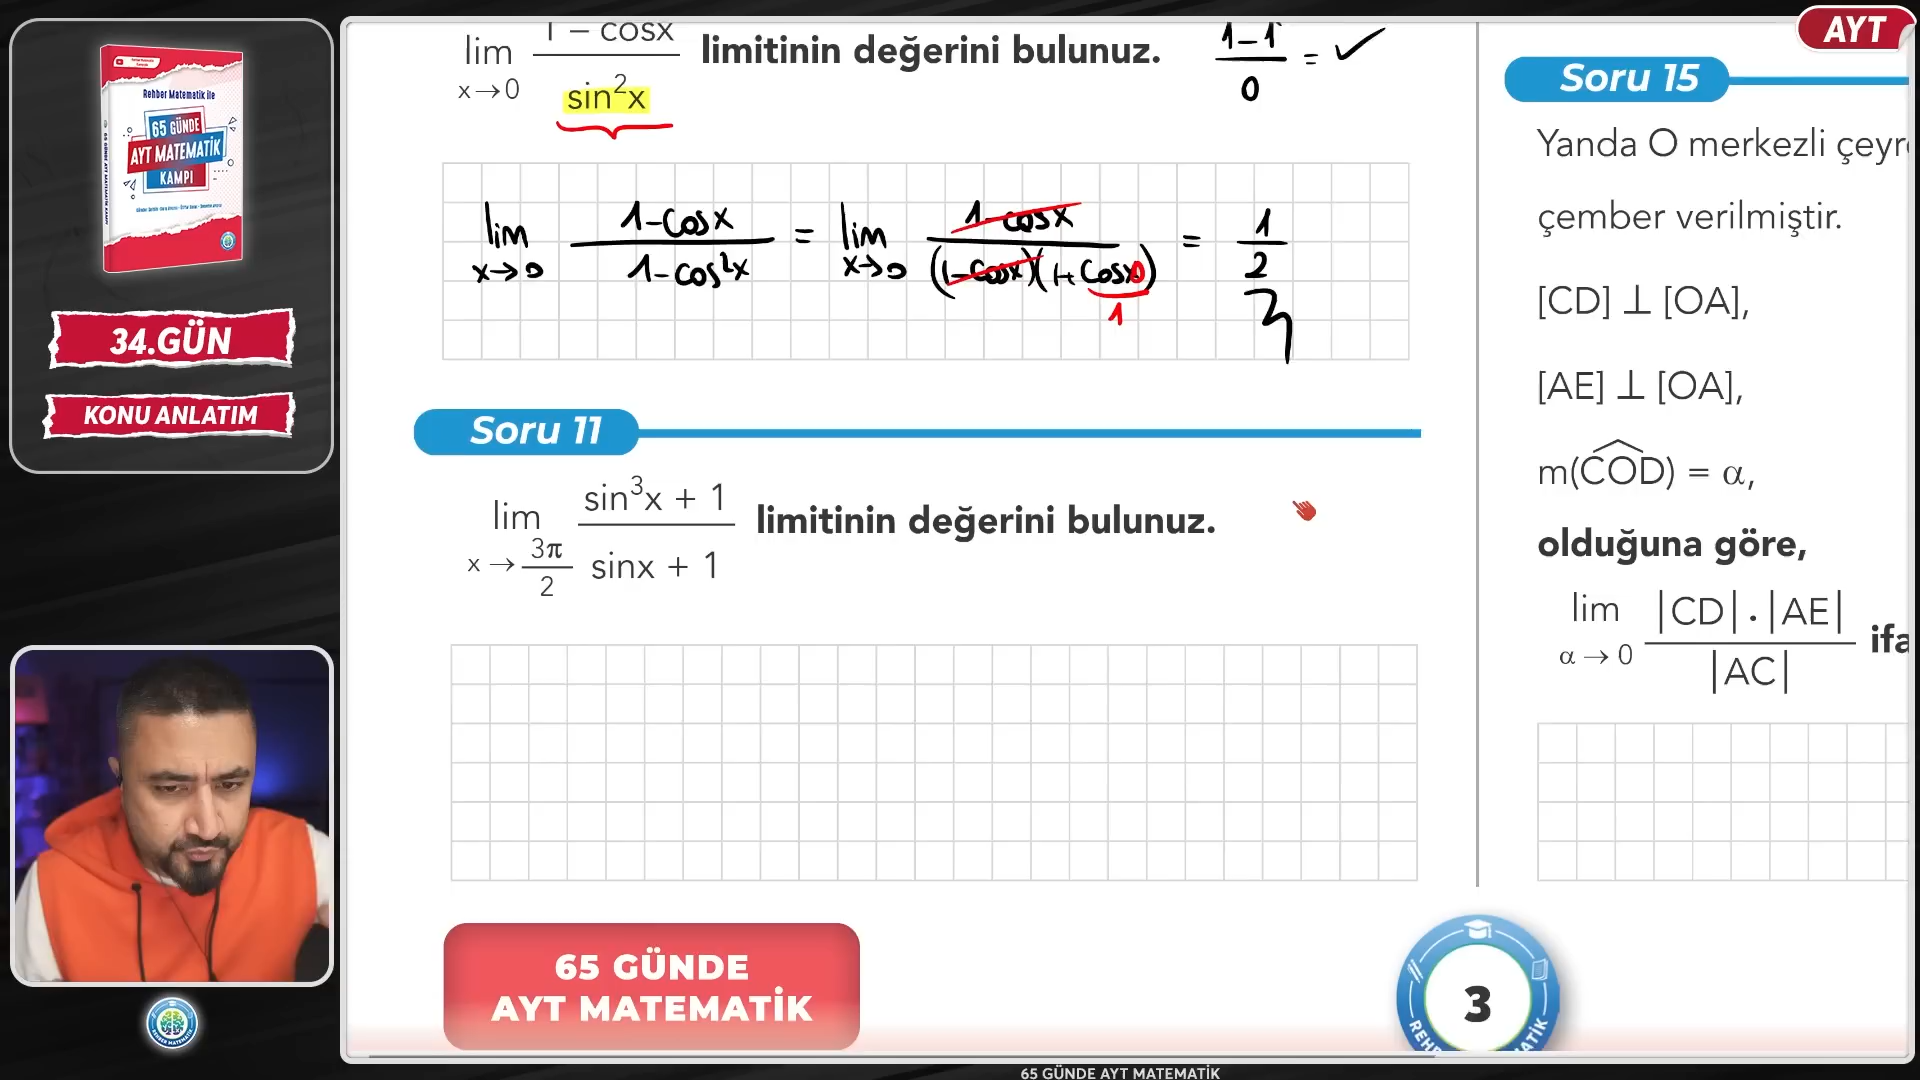 Rehber Matematik ile
65 GÜNDE
AYT MATEMATİK
KAMPI
34.GÜN
KONU ANLATIM
lim x→0 1 − cosx / sin²x limitinin değerini bulunuz. 1-1 / 0 = ✓
lim x→0 1-cosx / 1-cos²x = lim x→0 1-cosx / (1-cosx)(1+cosx) = 1/2
0
1
Soru 11
lim x→3π/2 sin³x + 1 / sinx + 1 limitinin değerini bulunuz.
65 GÜNDE
AYT MATEMATİK
3
AYT
Soru 15
Yanda O merkezli çeyr
çember verilmiştir.
[CD] ⊥ [OA],
[AE] ⊥ [OA],
m(COD) = α,
olduğuna göre,
lim α→0 |CD|.|AE| / |AC| ifa
65 GÜNDE AYT MATEMATİK